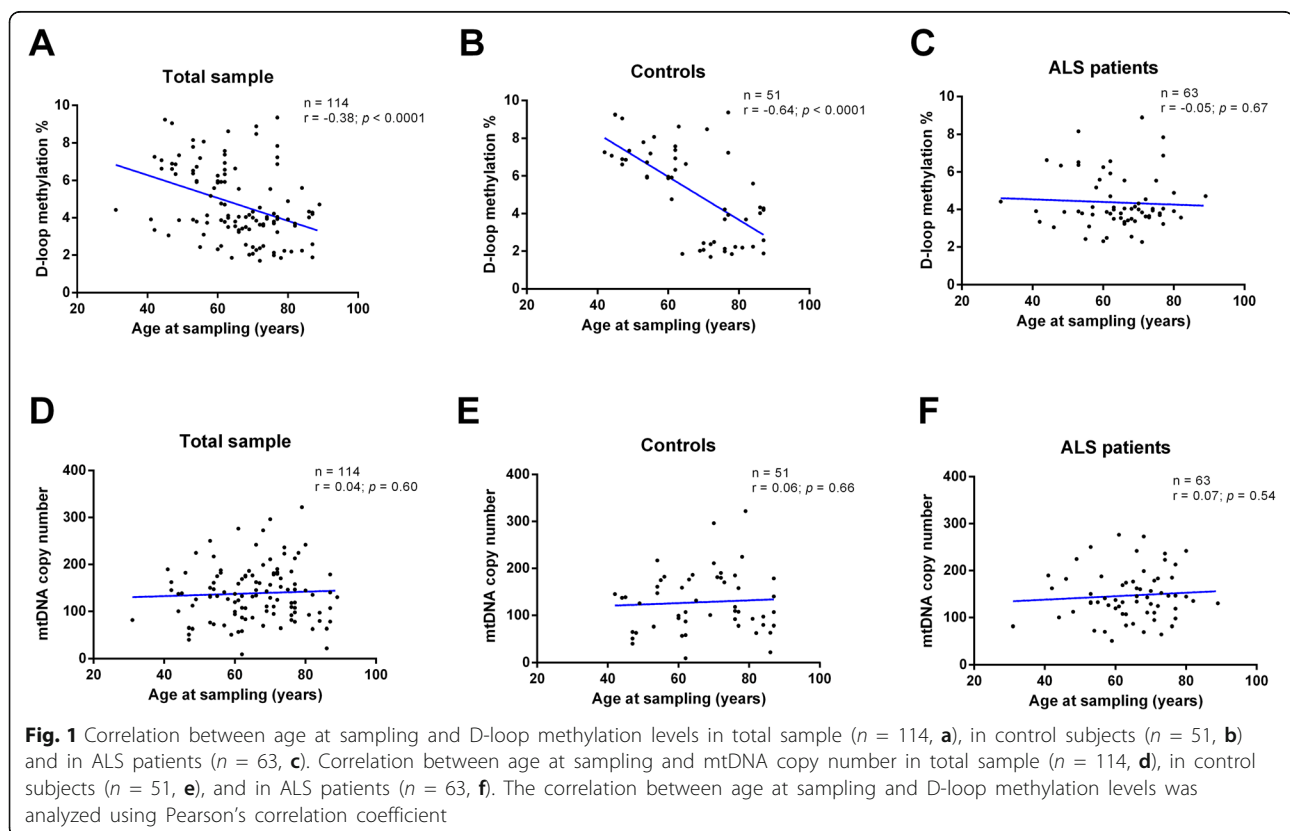 A
Total sample
n = 114
r = -0.38; p < 0.0001
D-loop methylation %
10
8
6
4
2
0
20 40 60 80 100
Age at sampling (years)
B
Controls
n = 51
r = -0.64; p < 0.0001
D-loop methylation %
10
8
6
4
2
0
20 40 60 80 100
Age at sampling (years)
C
ALS patients
n = 63
r = -0.05; p = 0.67
D-loop methylation %
10
8
6
4
2
0
20 40 60 80 100
Age at sampling (years)
D
Total sample
n = 114
r = 0.04; p = 0.60
mtDNA copy number
400
300
200
100
0
20 40 60 80 100
Age at sampling (years)
E
Controls
n = 51
r = 0.06; p = 0.66
mtDNA copy number
400
300
200
100
0
20 40 60 80 100
Age at sampling (years)
F
ALS patients
n = 63
r = 0.07; p = 0.54
mtDNA copy number
400
300
200
100
0
20 40 60 80 100
Age at sampling (years)
Fig. 1 Correlation between age at sampling and D-loop methylation levels in total sample (n = 114, a), in control subjects (n = 51, b)
and in ALS patients (n = 63, c). Correlation between age at sampling and mtDNA copy number in total sample (n = 114, d), in control
subjects (n = 51, e), and in ALS patients (n = 63, f). The correlation between age at sampling and D-loop methylation levels was
analyzed using Pearson's correlation coefficient